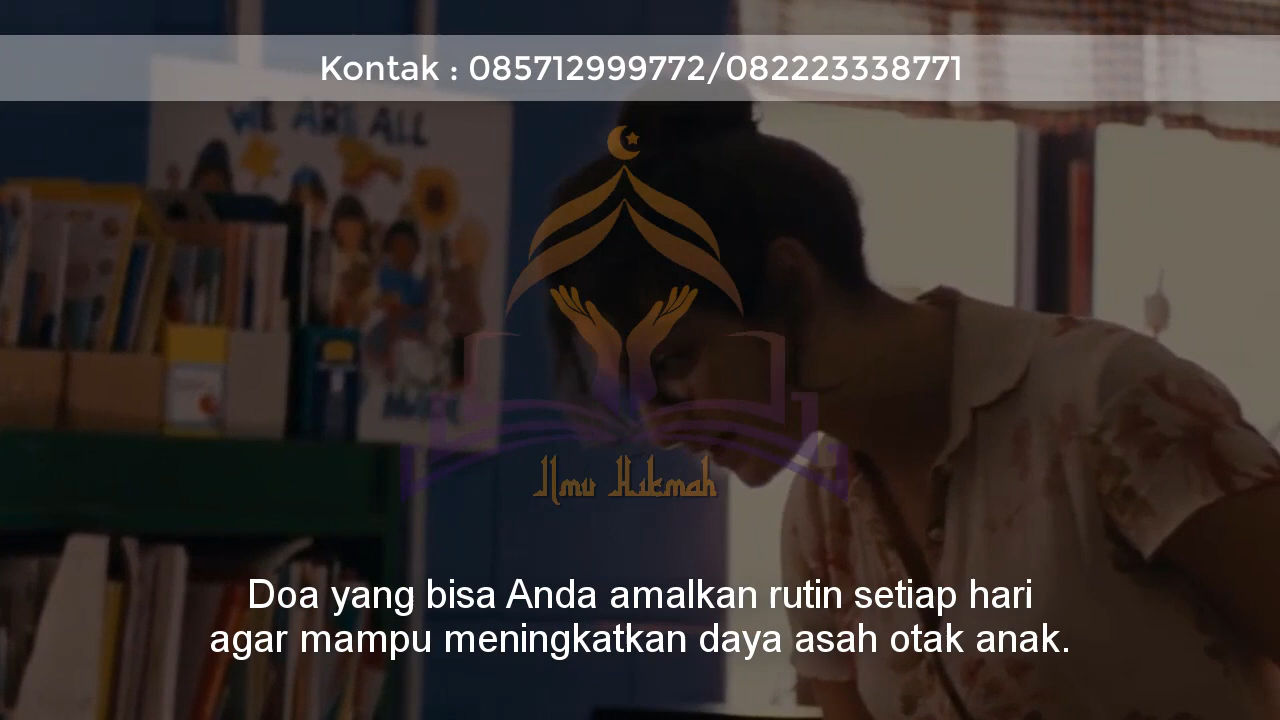 Kontak : 085712999772/082223338771
WE ARE ALL
Ilmu Hikmah
Doa yang bisa Anda amalkan rutin setiap hari
agar mampu meningkatkan daya asah otak anak.